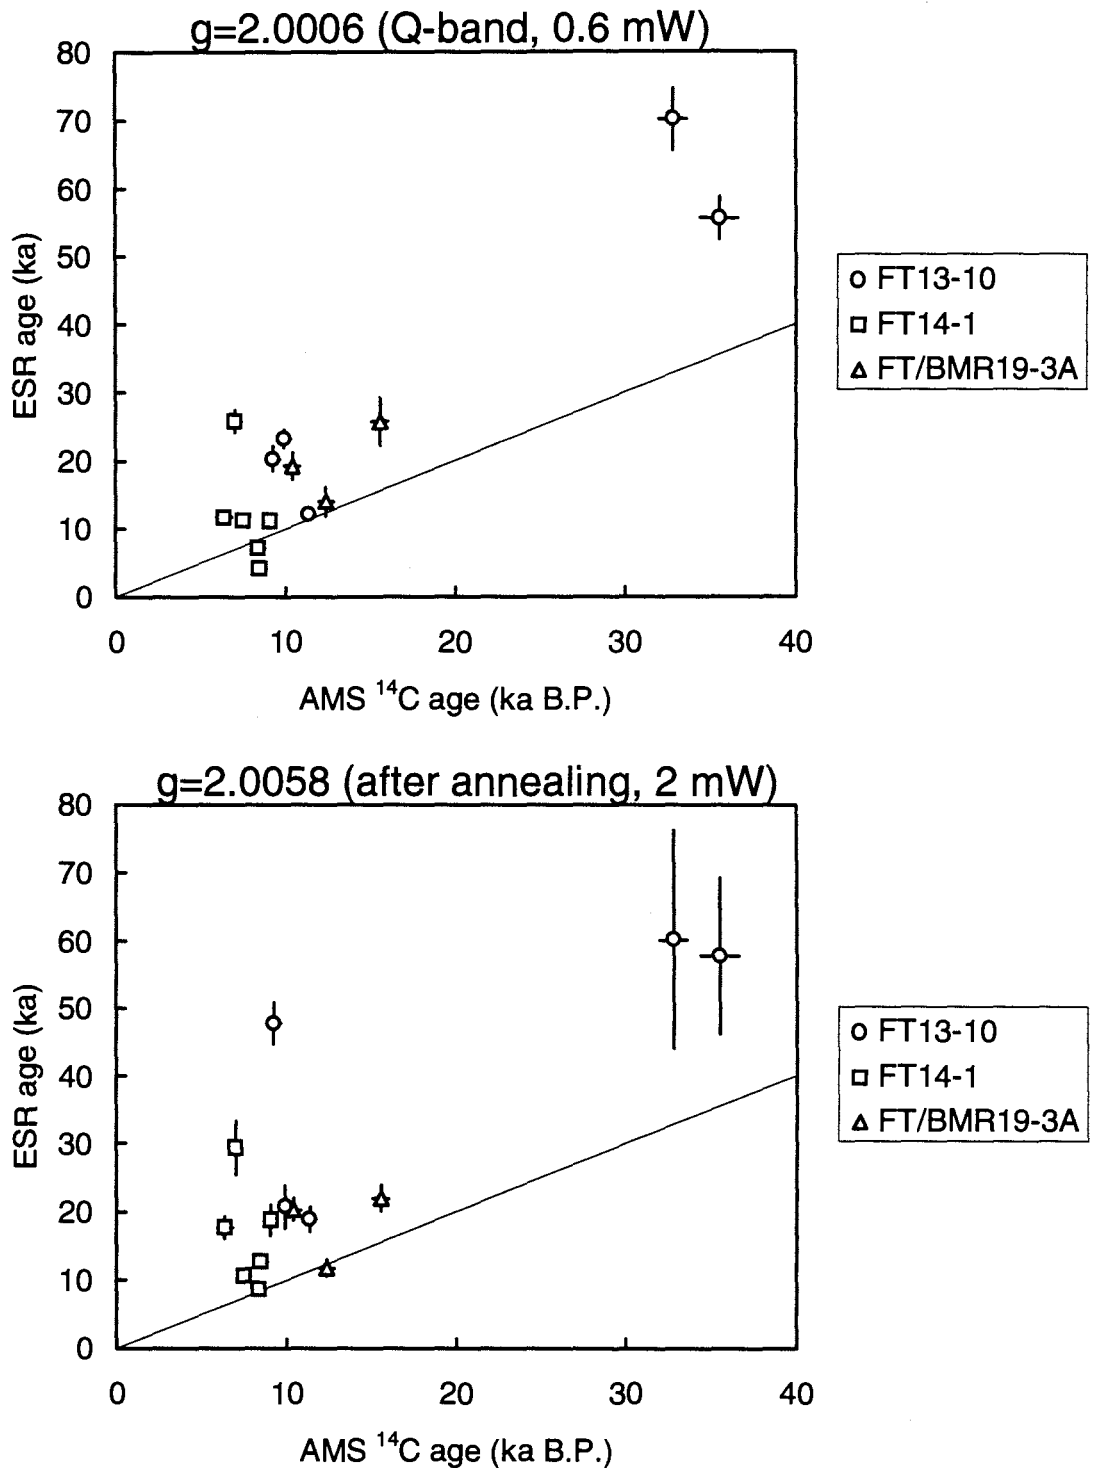 g=2.0006 (Q-band, 0.6 mW)
80
70
60
50
40
30
20
10
0
ESR age (ka)
0 10 20 30 40
AMS ¹⁴C age (ka B.P.)
FT13-10
FT14-1
FT/BMR19-3A
g=2.0058 (after annealing, 2 mW)
80
70
60
50
40
30
20
10
0
ESR age (ka)
0 10 20 30 40
AMS ¹⁴C age (ka B.P.)
FT13-10
FT14-1
FT/BMR19-3A